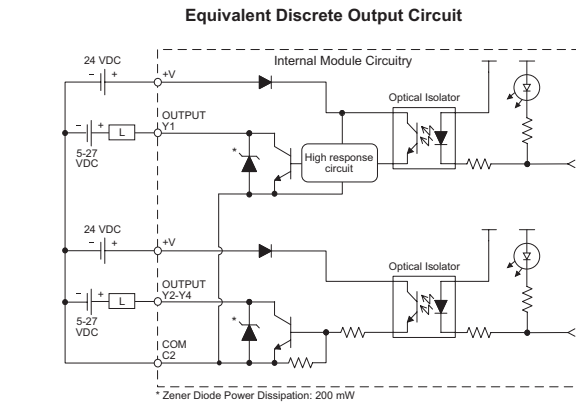 Equivalent Discrete Output Circuit
24 VDC
Internal Module Circuitry
− +
+V
Optical Isolator
OUTPUT
Y1
− +
L
5-27
VDC
*
High response
circuit
24 VDC
− +
+V
Optical Isolator
OUTPUT
Y2-Y4
− +
L
5-27
VDC
*
COM
C2
* Zener Diode Power Dissipation: 200 mW